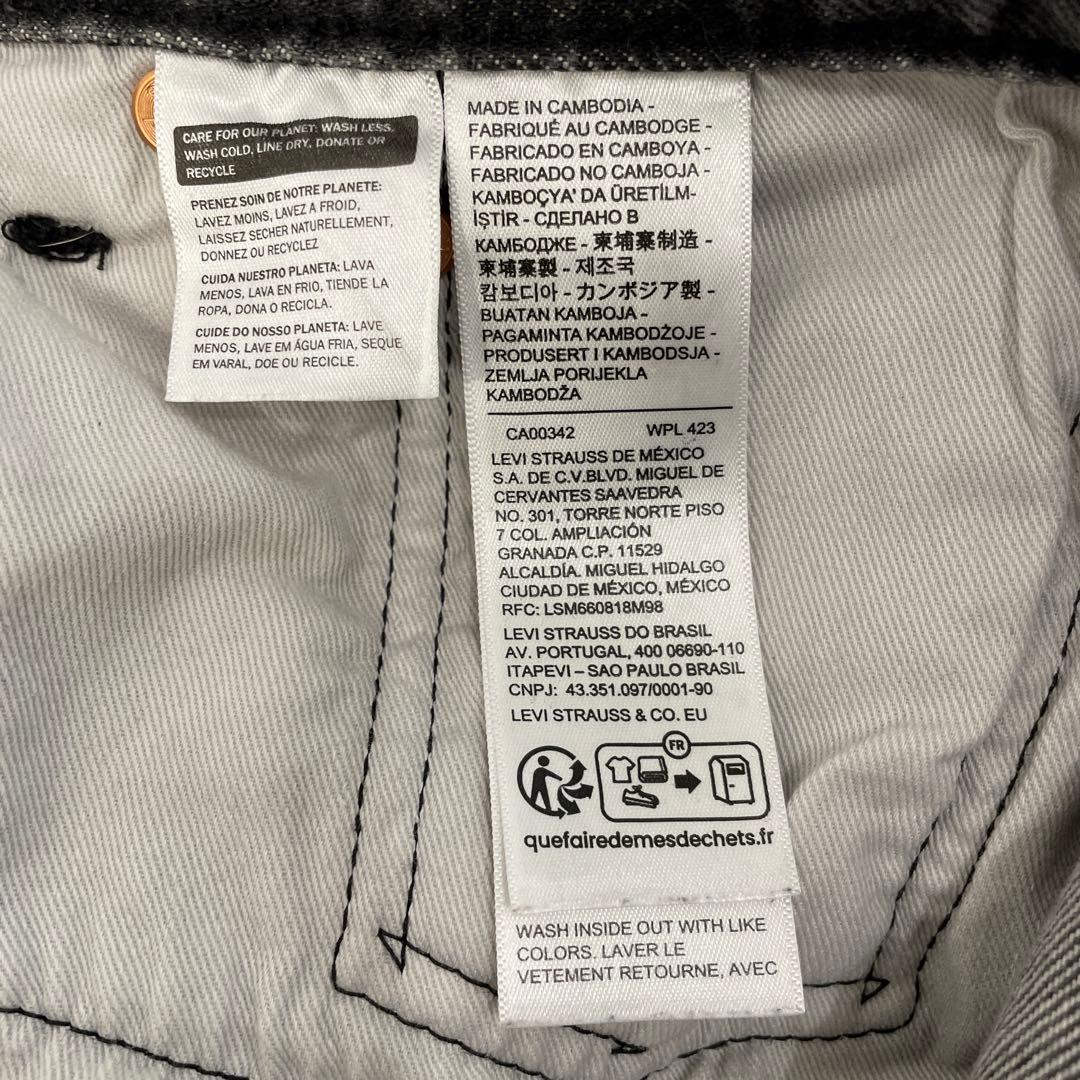 CARE FOR OUR PLANET: WASH LESS,
WASH COLD, LINE DRY, DONATE OR
RECYCLE
PRENEZ SOIN DE NOTRE PLANETE:
LAVEZ MOINS, LAVEZ A FROID,
LAISSEZ SECHER NATURELLEMENT,
DONNEZ OU RECYCLEZ
CUIDA NUESTRO PLANETA: LAVA
MENOS, LAVA EN FRIO, TIENDE LA
ROPA, DONA O RECICLA.
CUIDE DO NOSSO PLANETA: LAVE
MENOS, LAVE EM ÁGUA FRIA, SEQUE
EM VARAL, DOE OU RECICLE.
MADE IN CAMBODIA -
FABRIQUÉ AU CAMBODGE -
FABRICADO EN CAMBOYA -
FABRICADO NO CAMBOJA -
KAMBOÇYA' DA ÜRETİLM-
İŞTİR - СДЕЛАНО В
КАМБОДЖЕ - 柬埔寨制造 -
柬埔寨製 - 제조국
캄보디아 - カンボジア製 -
BUATAN KAMBOJA -
PAGAMINTA KAMBODŽOJE -
PRODUSERT I KAMBODSJA -
ZEMLJA PORIJEKLA
KAMBODŽA
CA00342 WPL 423
LEVI STRAUSS DE MÉXICO
S.A. DE C.V.BLVD. MIGUEL DE
CERVANTES SAAVEDRA
NO. 301, TORRE NORTE PISO
7 COL. AMPLIACIÓN
GRANADA C.P. 11529
ALCALDÍA. MIGUEL HIDALGO
CIUDAD DE MÉXICO, MÉXICO
RFC: LSM660818M98
LEVI STRAUSS DO BRASIL
AV. PORTUGAL, 400 06690-110
ITAPEVI – SAO PAULO BRASIL
CNPJ: 43.351.097/0001-90
LEVI STRAUSS & CO. EU
FR
quefairedemesdechets.fr
WASH INSIDE OUT WITH LIKE
COLORS. LAVER LE
VETEMENT RETOURNE, AVEC